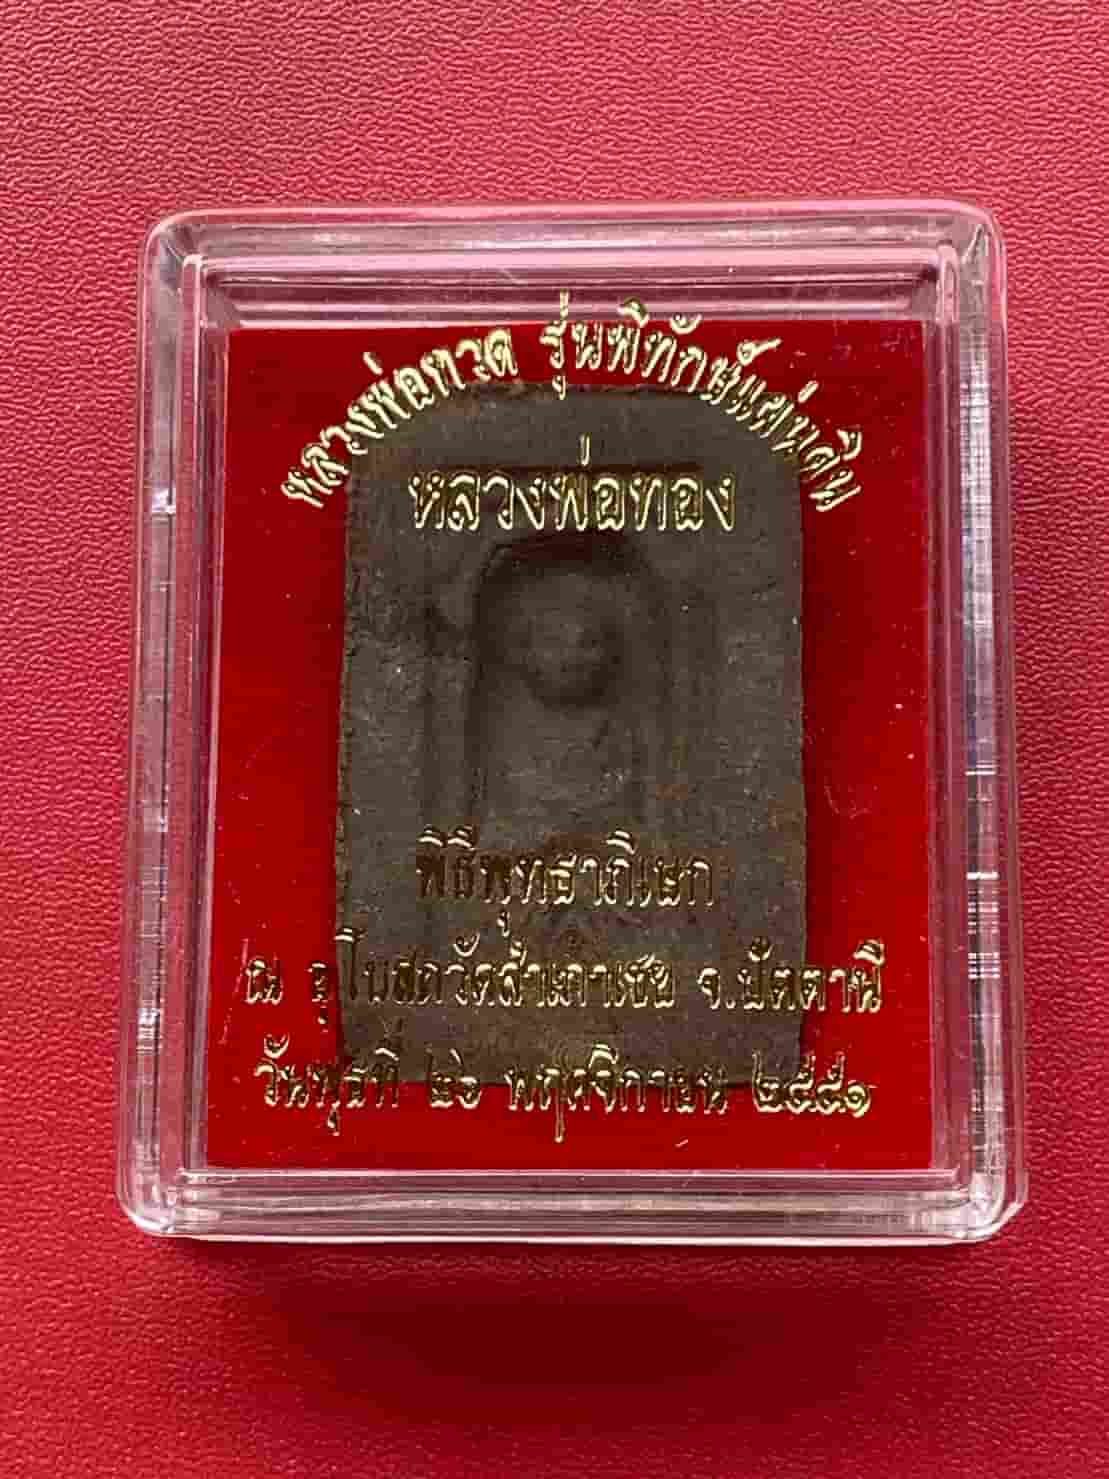 หลวงพ่อทวด รุ่นพิทักษ์แผ่นดิน
หลวงพ่อทอง
พิธีพุทธาภิเษก
ณ อุโบสถวัดสำเภาเชย จ.ปัตตานี
วันพุธที่ ๒๖ พฤศจิกายน ๒๕๕๑